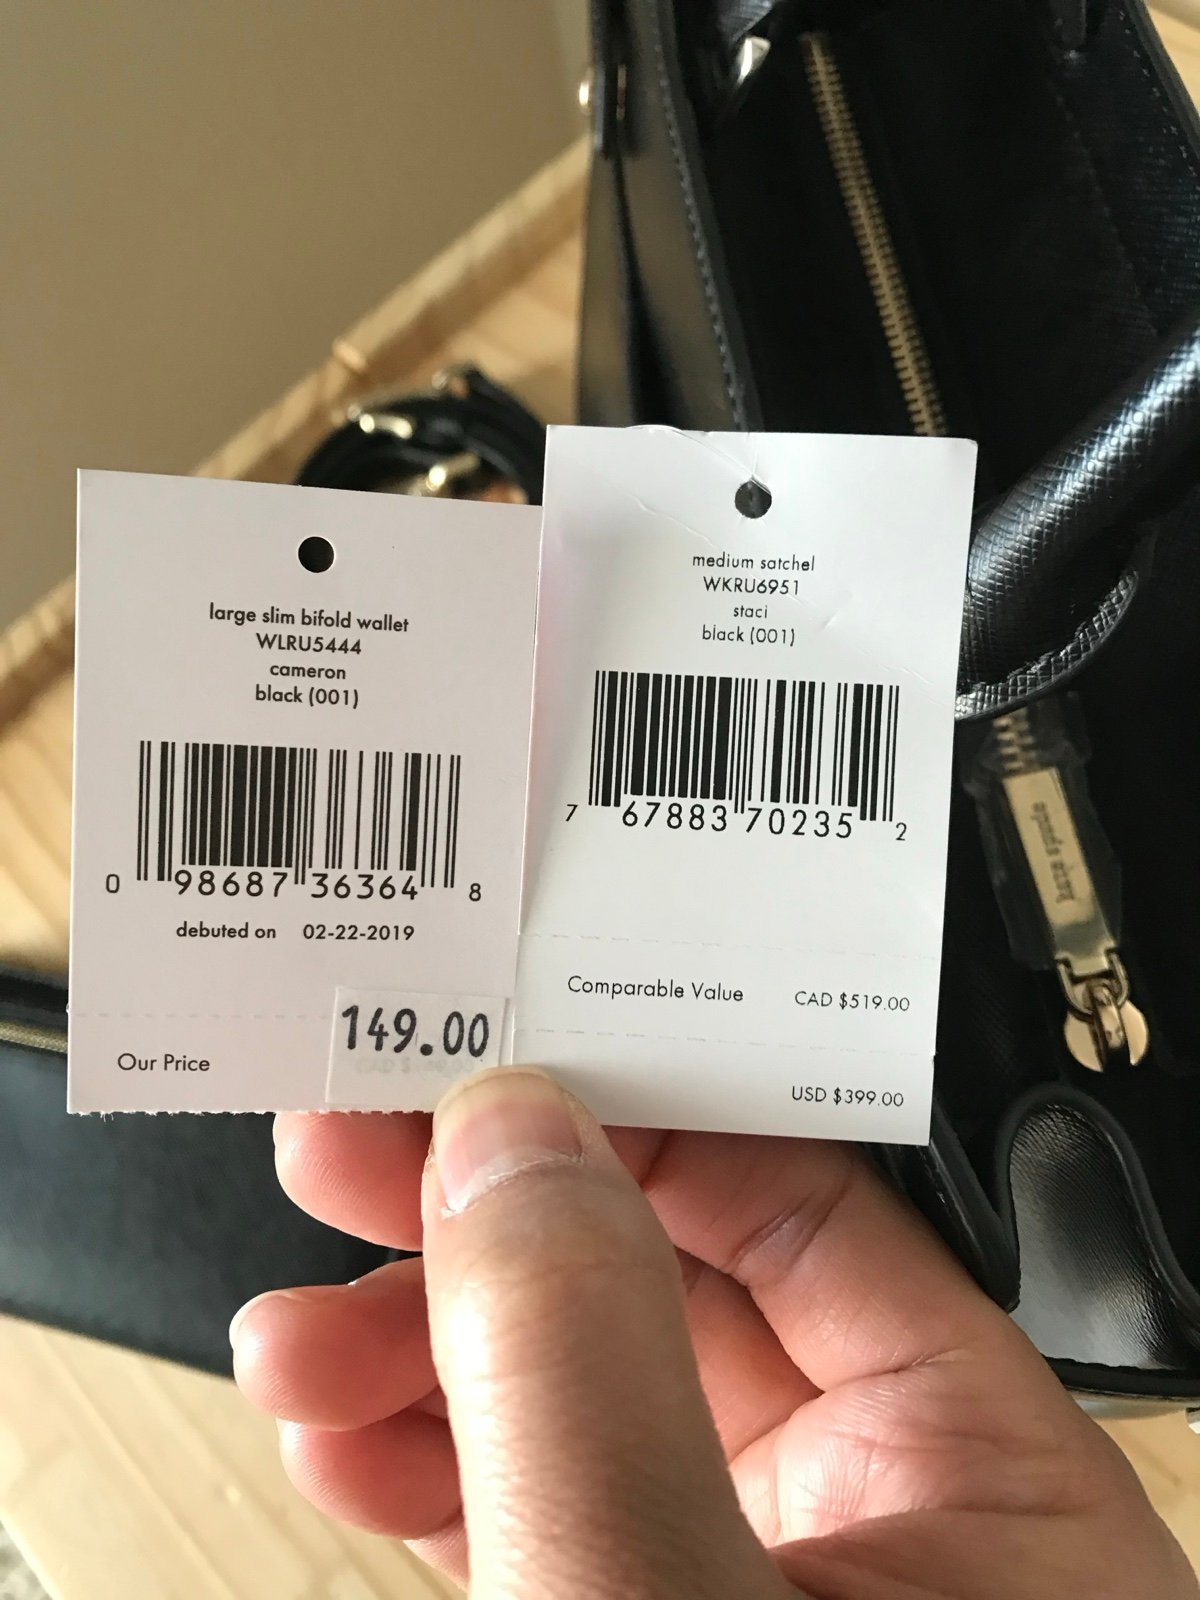 large slim bifold wallet
WLRU5444
cameron
black (001)
0 98687 36364 8
debuted on 02-22-2019
149.00
Our Price
medium satchel
WKRU6951
staci
black (001)
7 67883 70235 2
Comparable Value CAD $519.00
USD $399.00
kate spade